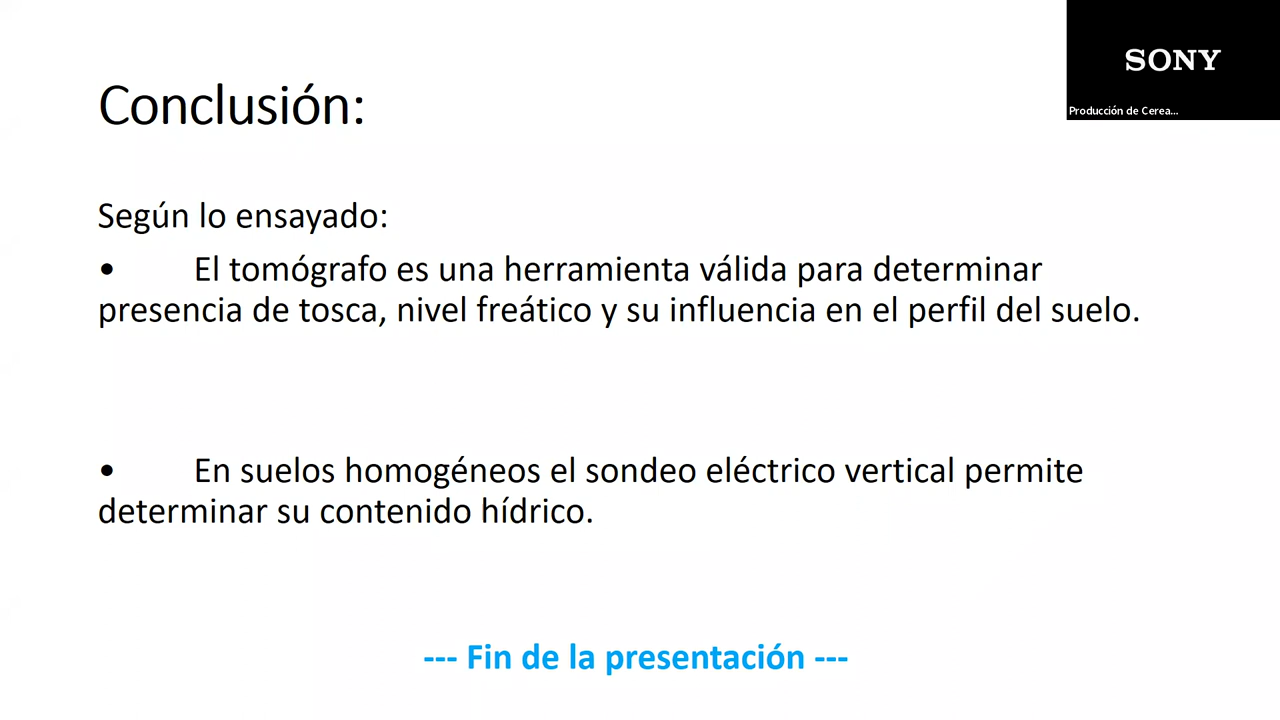 SONY
Producción de Cerea...
Conclusión:
Según lo ensayado:
• El tomógrafo es una herramienta válida para determinar
presencia de tosca, nivel freático y su influencia en el perfil del suelo.
• En suelos homogéneos el sondeo eléctrico vertical permite
determinar su contenido hídrico.
--- Fin de la presentación ---